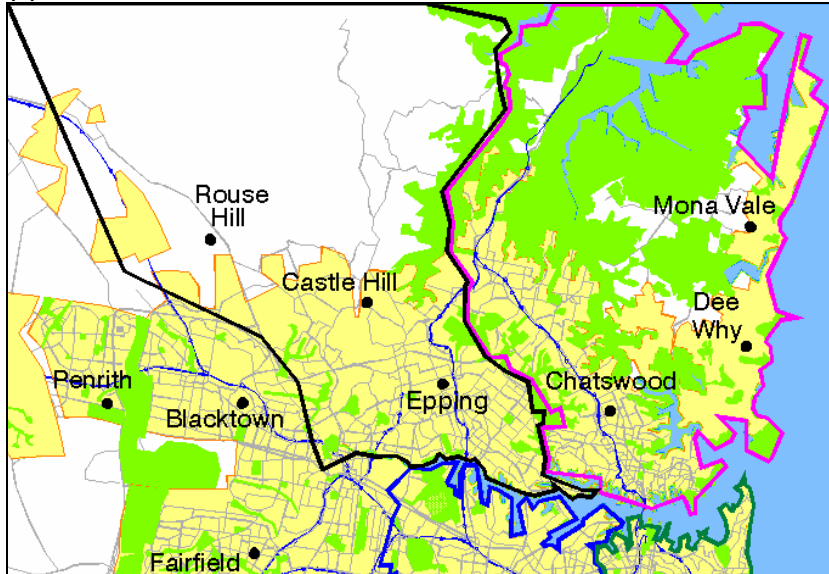 Rouse
Hill
Mona Vale
Castle Hill
Dee
Why
Penrith
Blacktown
Epping
Chatswood
Fairfield